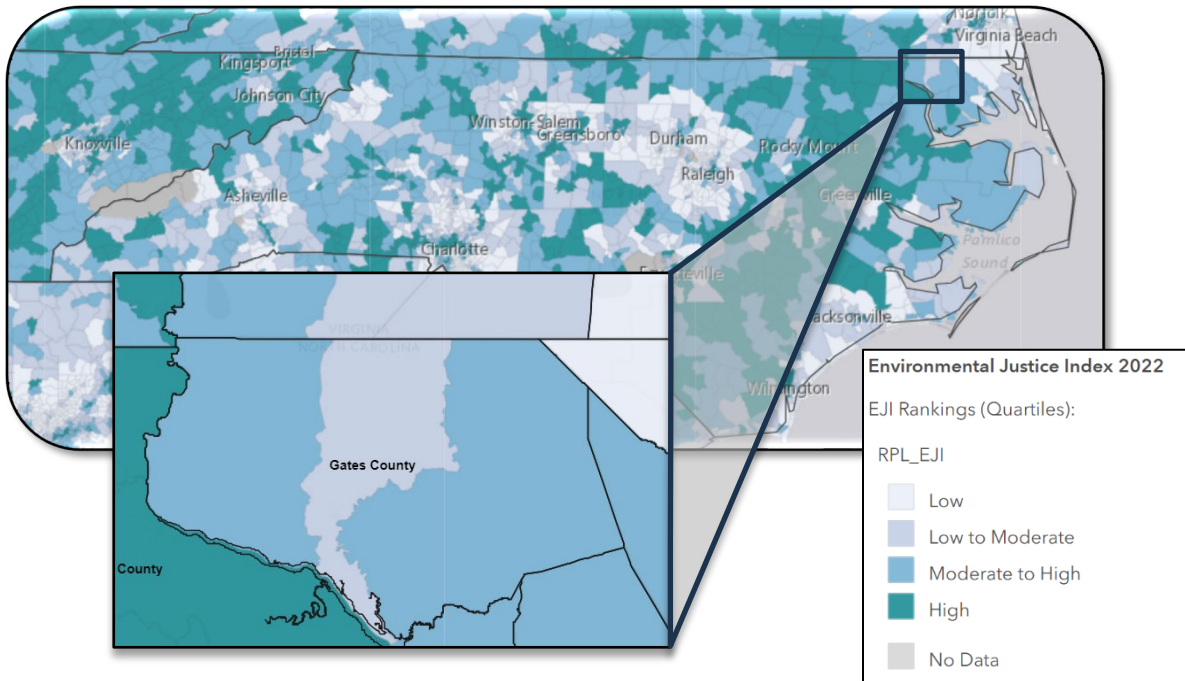 Norfolk
Virginia Beach
Bristol
Kingsport
Johnson City
Winston-Salem
Greensboro
Durham
Knoxville
Rocky Mount
Raleigh
Asheville
Greenville
Charlotte
Pamlico
Sound
Fayetteville
Jacksonville
VIRGINIA
NORTH CAROLINA
Wilmington
Gates County
County
Environmental Justice Index 2022
EJI Rankings (Quartiles):
RPL_EJI
Low
Low to Moderate
Moderate to High
High
No Data